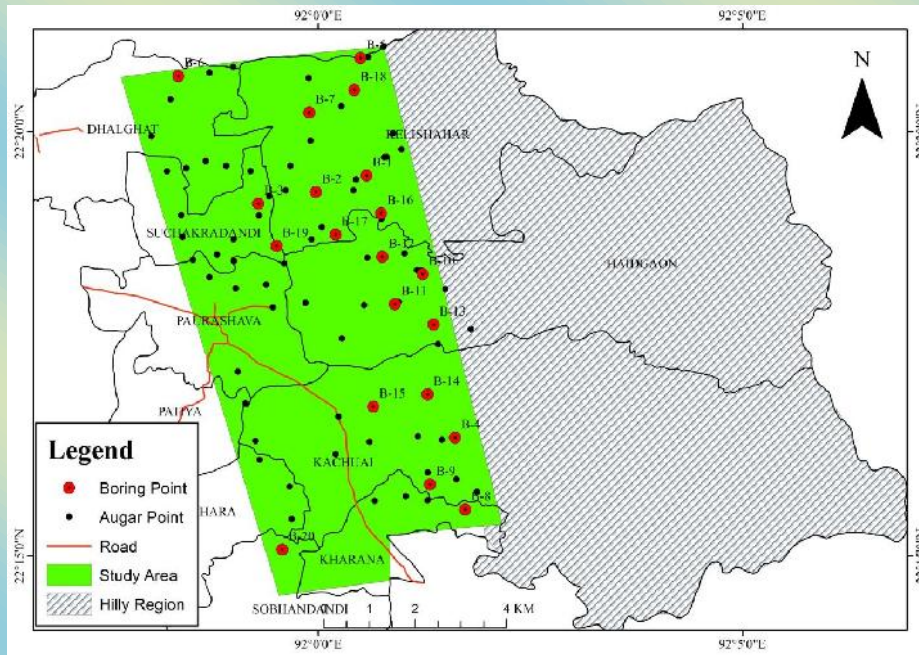 92°0'0"E
92°5'0"E
N
B-5
B-6
B-18
B-7
DHALGHAT
KELISHAHAR
22°20'0"N
B-1
B-2
B-3
B-16
B-17
SUCHAKRADANDI
B-19
B-12
B-10
HAIDGAON
B-11
B-13
PAURASHAVA
B-14
B-15
B-4
KACHUAI
B-9
B-8
HARA
B-20
KHARANA
22°15'0"N
SOBHANDANDI
0 1 2 4 KM
Legend
Boring Point
Augar Point
Road
Study Area
Hilly Region
92°0'0"E
92°5'0"E